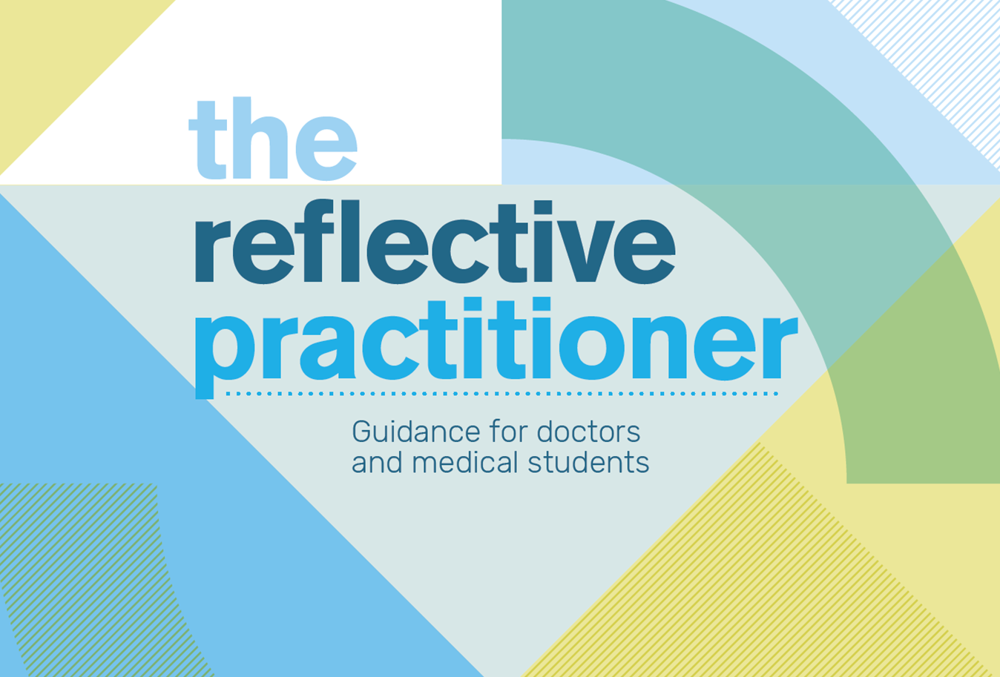 the
reflective
practitioner
Guidance for doctors
and medical students